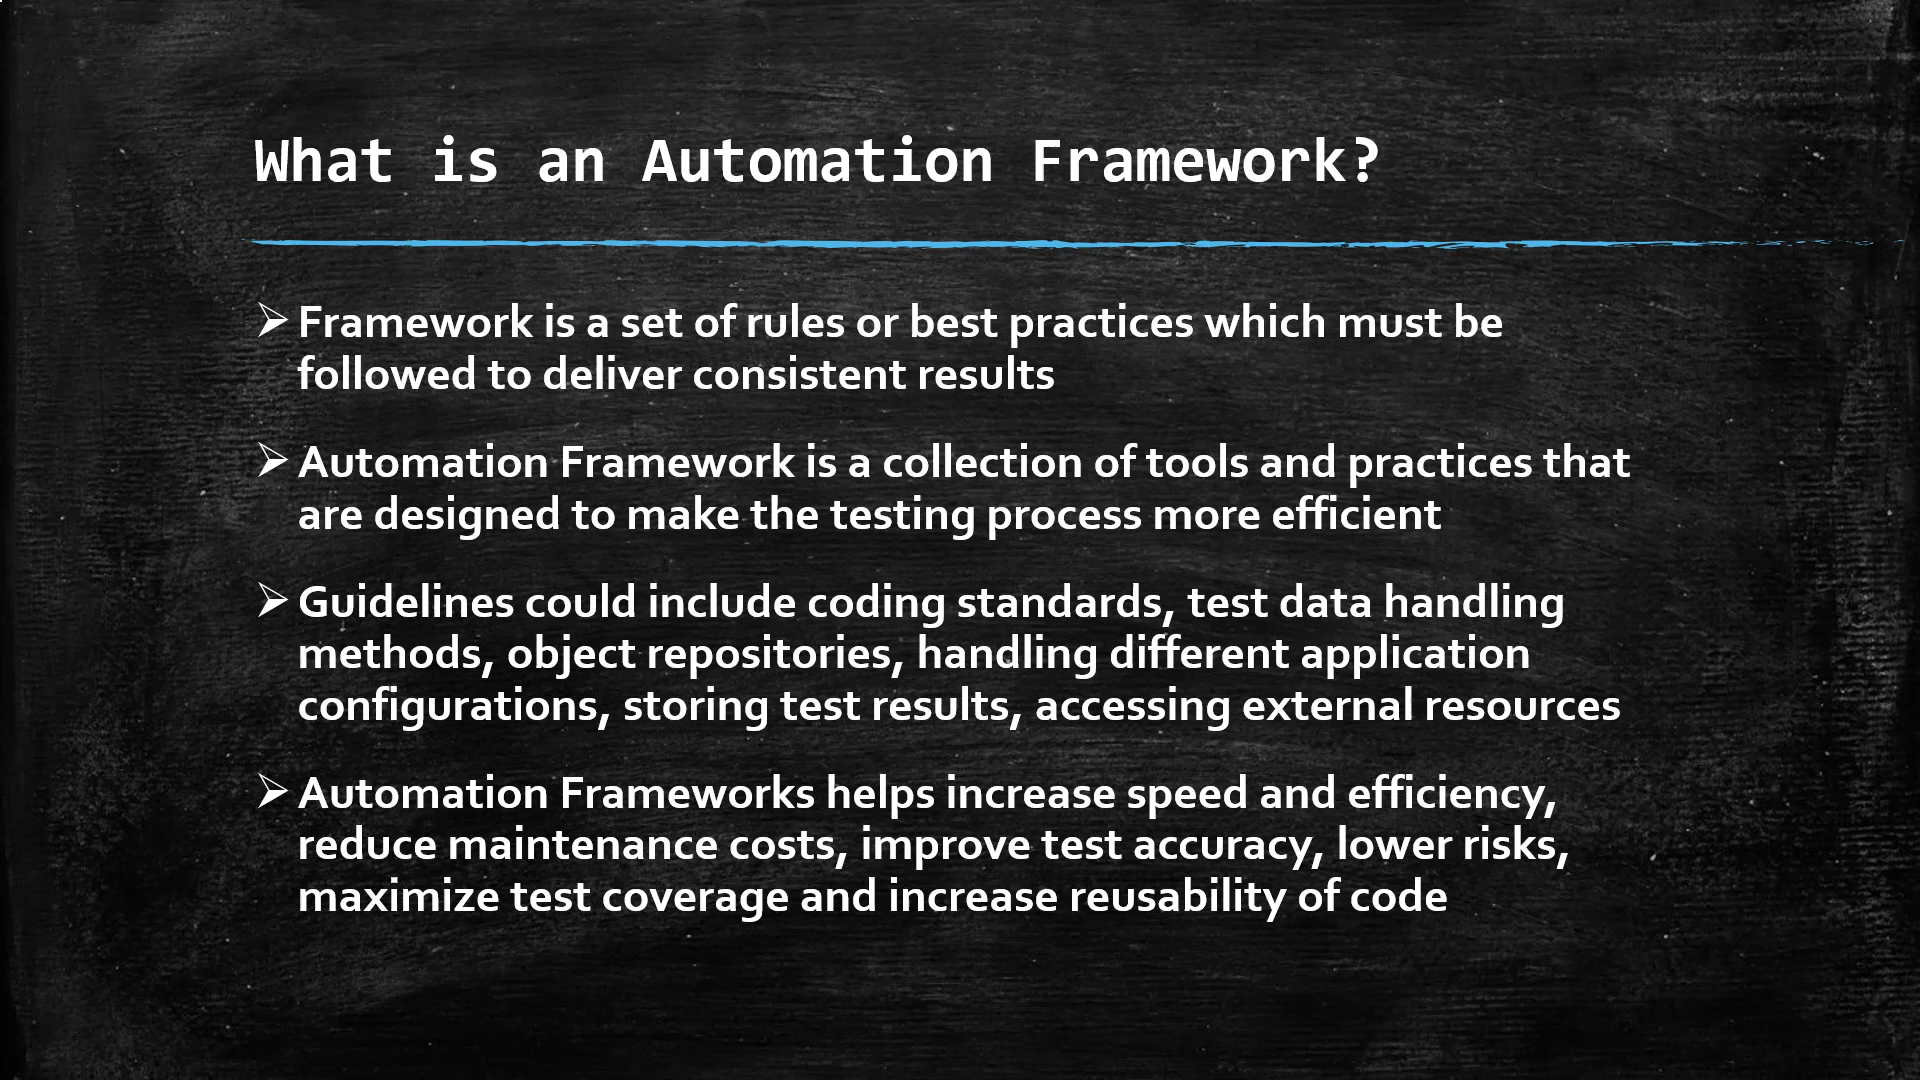 What is an Automation Framework?
➢ Framework is a set of rules or best practices which must be
followed to deliver consistent results
➢ Automation Framework is a collection of tools and practices that
are designed to make the testing process more efficient
➢ Guidelines could include coding standards, test data handling
methods, object repositories, handling different application
configurations, storing test results, accessing external resources
➢ Automation Frameworks helps increase speed and efficiency,
reduce maintenance costs, improve test accuracy, lower risks,
maximize test coverage and increase reusability of code